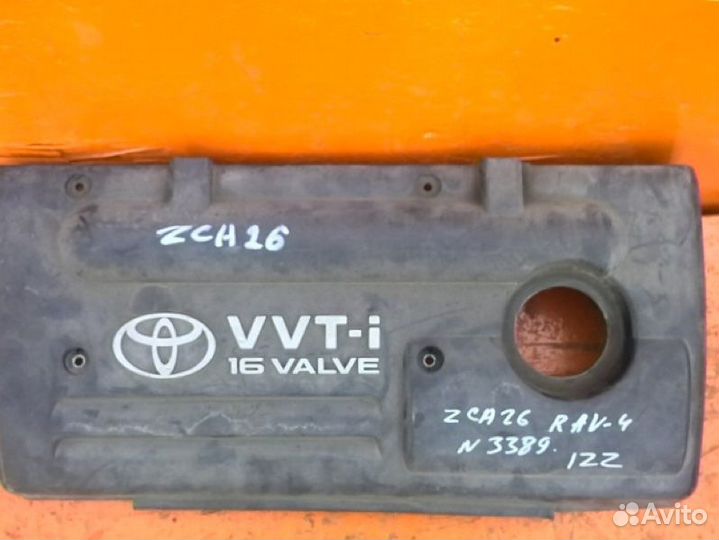 ZCA26
VVT-i
16 VALVE
ZCA26 RAV-4
N 3389.
1ZZ
Avito